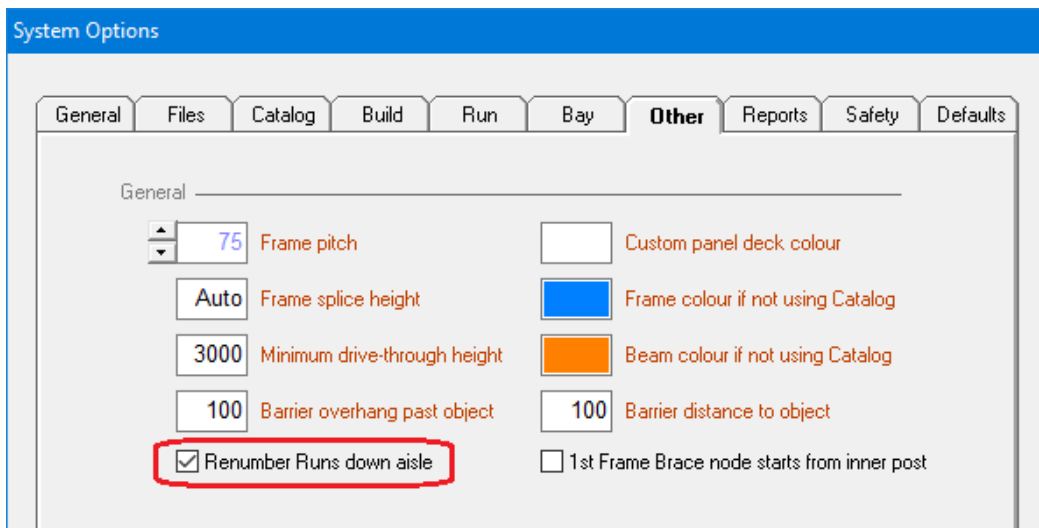 System Options
General Files Catalog Build Run Bay Other Reports Safety Defaults
General
75 Frame pitch Custom panel deck colour
Auto Frame splice height Frame colour if not using Catalog
3000 Minimum drive-through height Beam colour if not using Catalog
100 Barrier overhang past object 100 Barrier distance to object
Renumber Runs down aisle 1st Frame Brace node starts from inner post